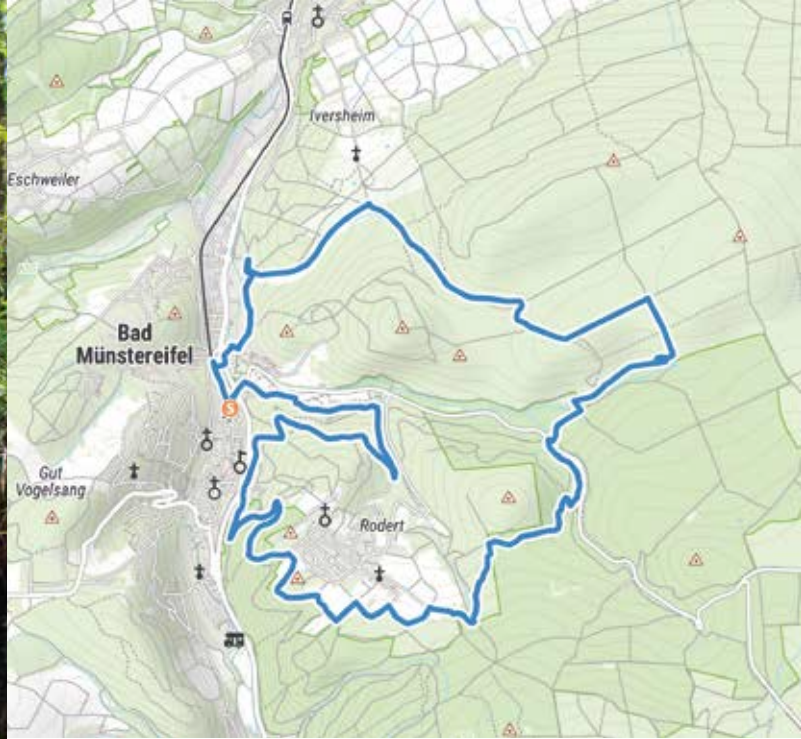 Iversheim
Eschweiler
Bad
Münstereifel
S
Gut
Vogelsang
Rodert